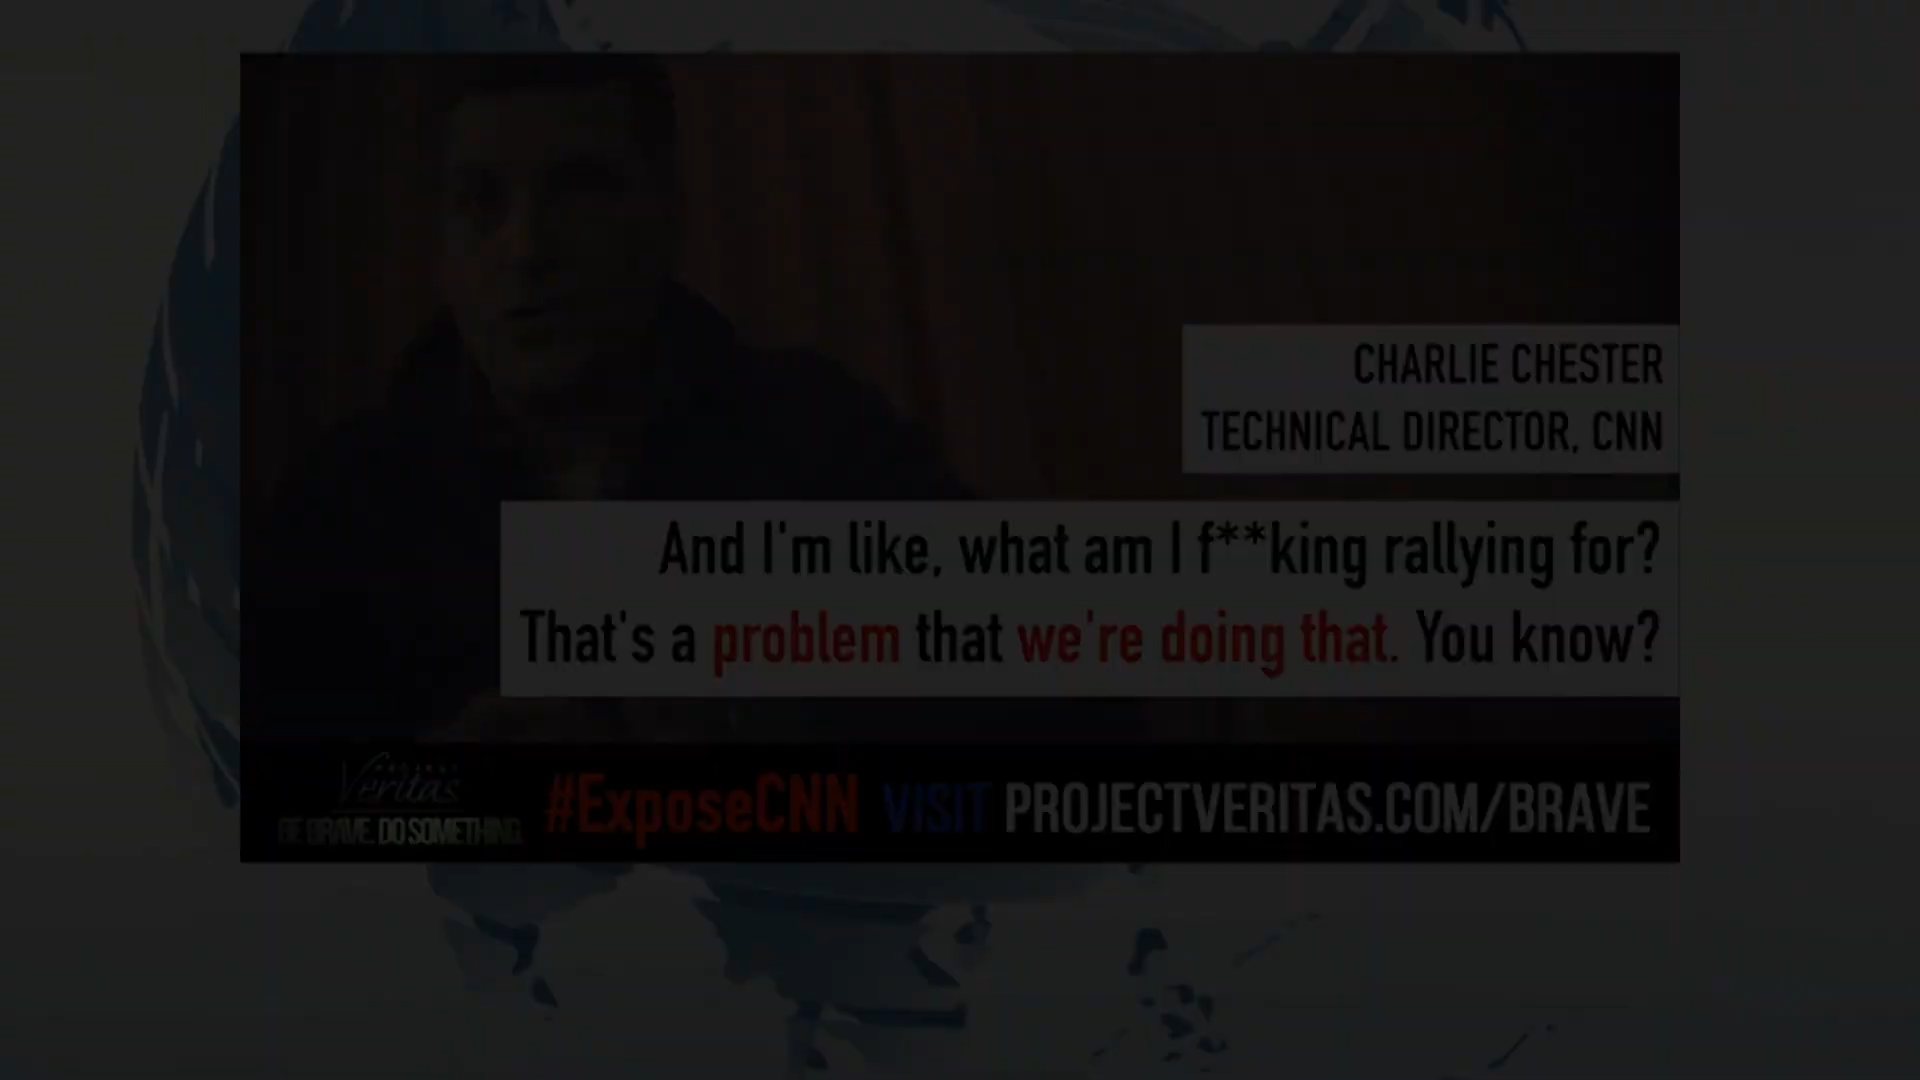 CHARLIE CHESTER
TECHNICAL DIRECTOR, CNN
And I'm like, what am I f**king rallying for?
That's a problem that we're doing that. You know?
PROJECT
Veritas
BE BRAVE. DO SOMETHING.
#ExposeCNN VISIT PROJECTVERITAS.COM/BRAVE